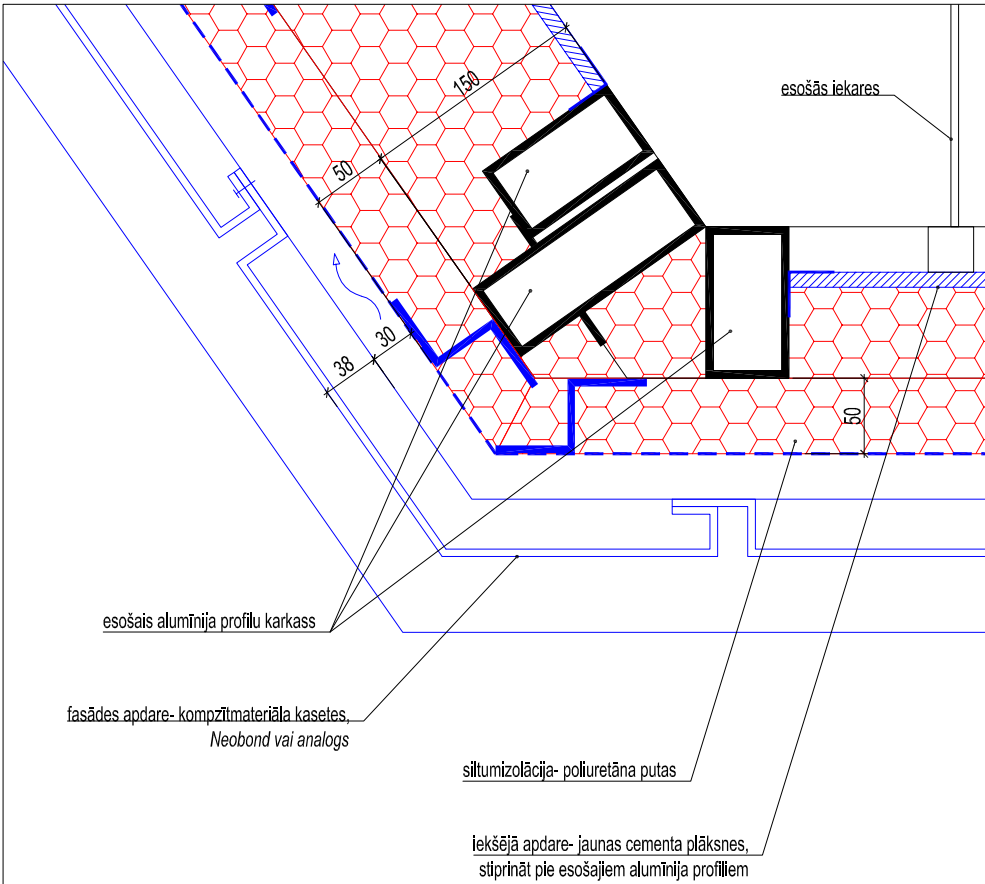 esošās iekares
150
50
30
38
50
esošais alumīnija profilu karkass
fasādes apdare- kompzītmateriāla kasetes,
Neobond vai analogs
siltumizolācija- poliuretāna putas
iekšējā apdare- jaunas cementa plāksnes,
stiprināt pie esošajiem alumīnija profiliem